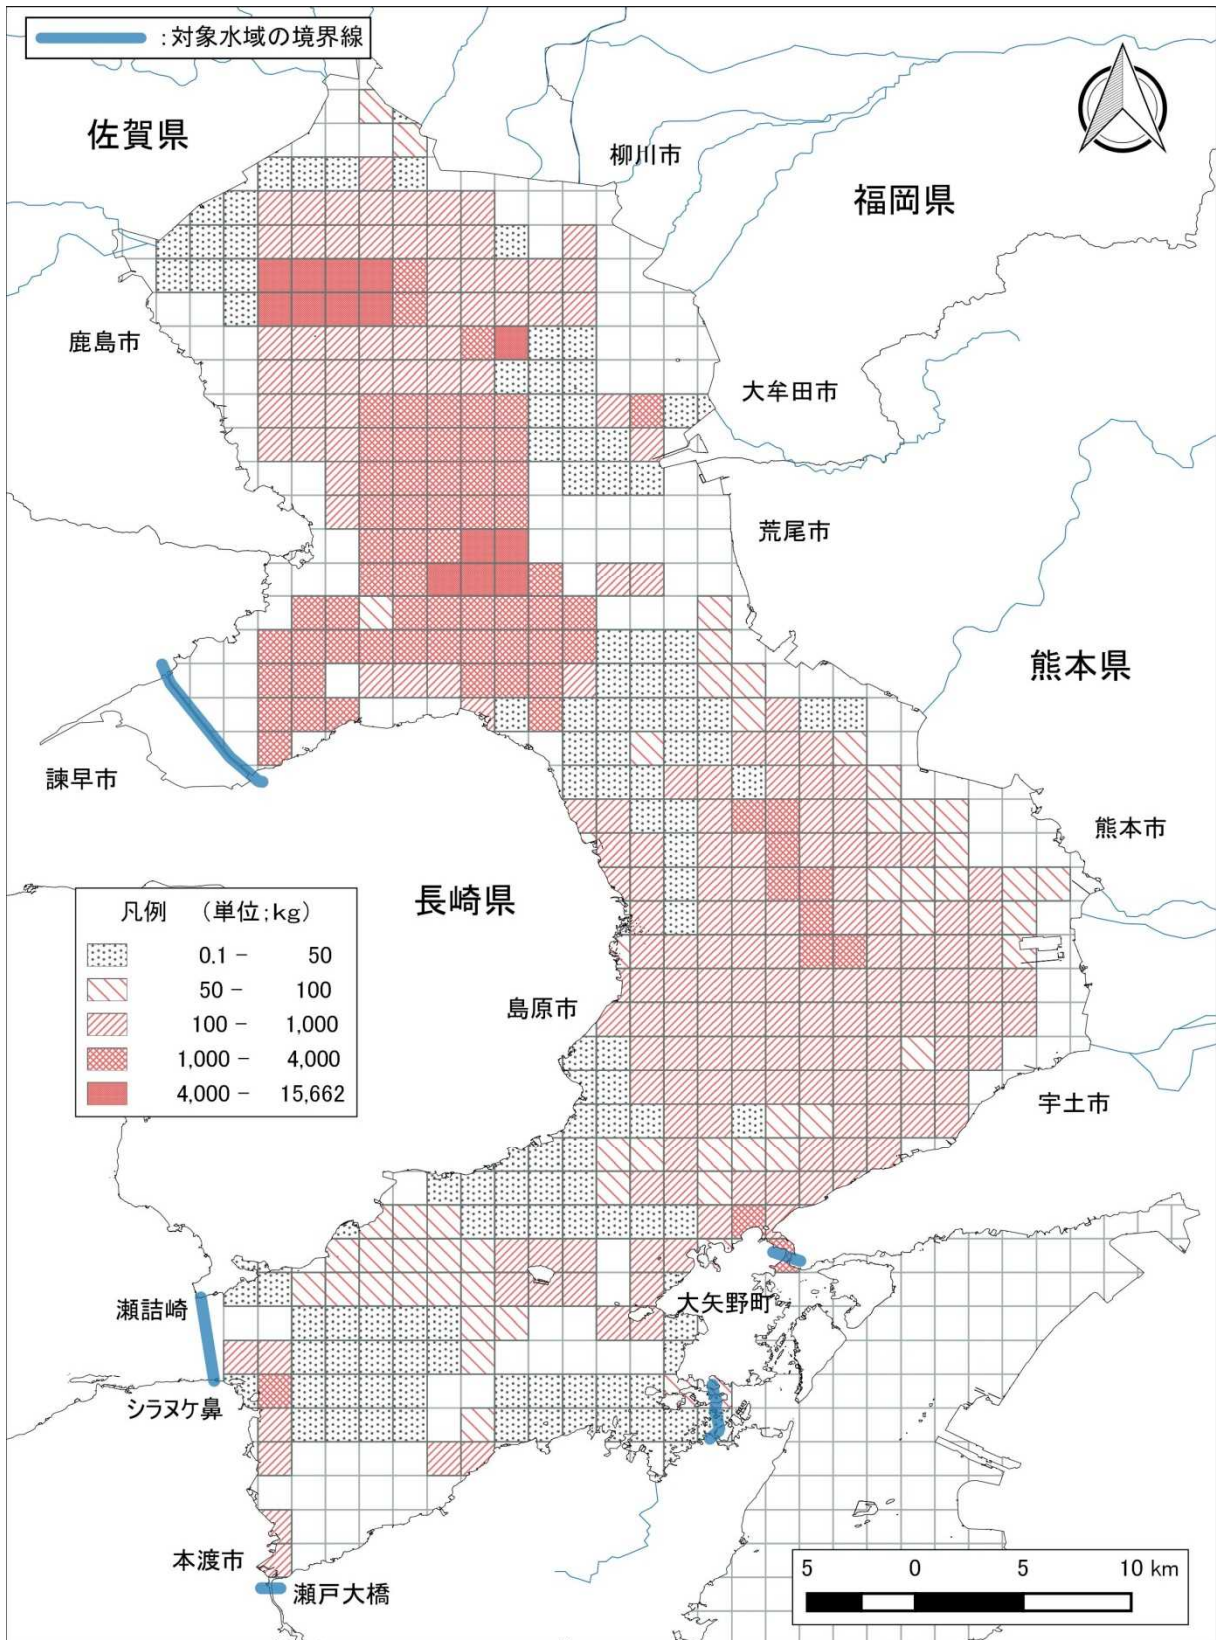 :対象水域の境界線
佐賀県
柳川市
福岡県
鹿島市
大牟田市
荒尾市
熊本県
諫早市
熊本市
長崎県
凡例 (単位;kg)
0.1 - 50
50 - 100
100 - 1,000
1,000 - 4,000
4,000 - 15,662
島原市
宇土市
瀬詰崎
大矢野町
シラヌケ鼻
本渡市
瀬戸大橋
5 0 5 10 km